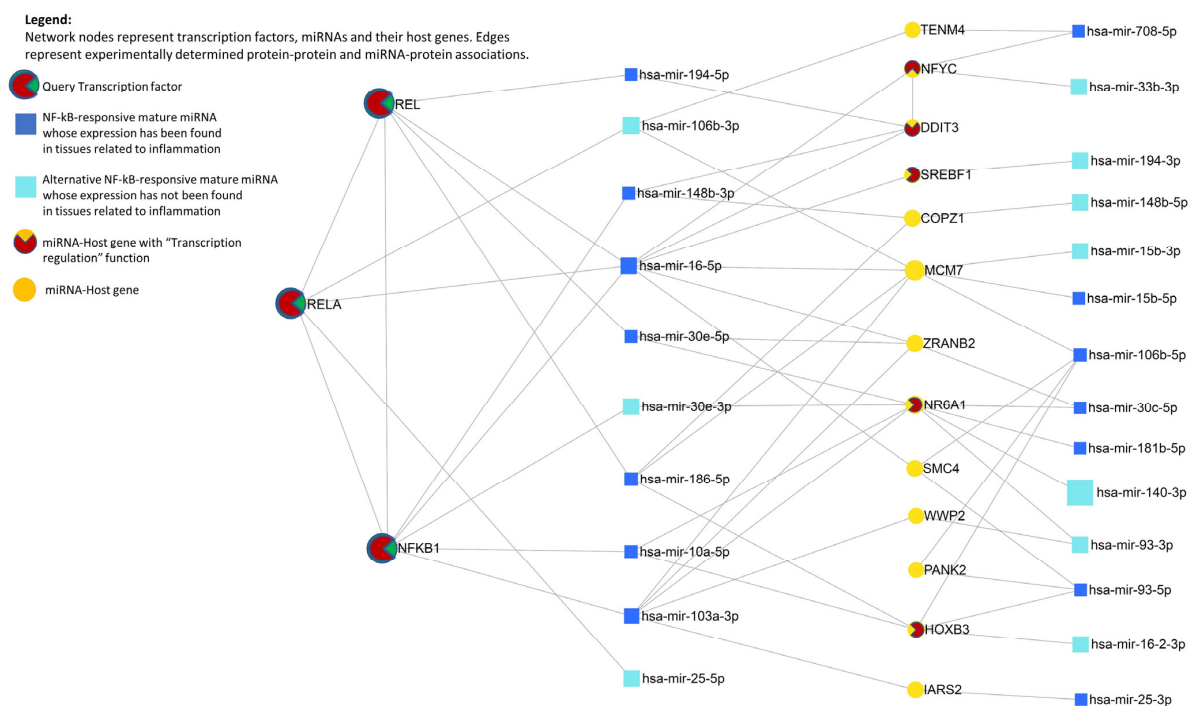 Legend:
Network nodes represent transcription factors, miRNAs and their host genes. Edges
represent experimentally determined protein-protein and miRNA-protein associations.
Query Transcription factor
NF-kB-responsive mature miRNA
whose expression has been found
in tissues related to inflammation
Alternative NF-kB-responsive mature miRNA
whose expression has not been found
in tissues related to inflammation
miRNA-Host gene with “Transcription
regulation” function
miRNA-Host gene
REL
RELA
NFKB1
hsa-mir-194-5p
hsa-mir-106b-3p
hsa-mir-148b-3p
hsa-mir-16-5p
hsa-mir-30e-5p
hsa-mir-30e-3p
hsa-mir-186-5p
hsa-mir-10a-5p
hsa-mir-103a-3p
hsa-mir-25-5p
TENM4
NFYC
DDIT3
SREBF1
COPZ1
MCM7
ZRANB2
NR6A1
SMC4
WWP2
PANK2
HOXB3
IARS2
hsa-mir-708-5p
hsa-mir-33b-3p
hsa-mir-194-3p
hsa-mir-148b-5p
hsa-mir-15b-3p
hsa-mir-15b-5p
hsa-mir-106b-5p
hsa-mir-30c-5p
hsa-mir-181b-5p
hsa-mir-140-3p
hsa-mir-93-3p
hsa-mir-93-5p
hsa-mir-16-2-3p
hsa-mir-25-3p